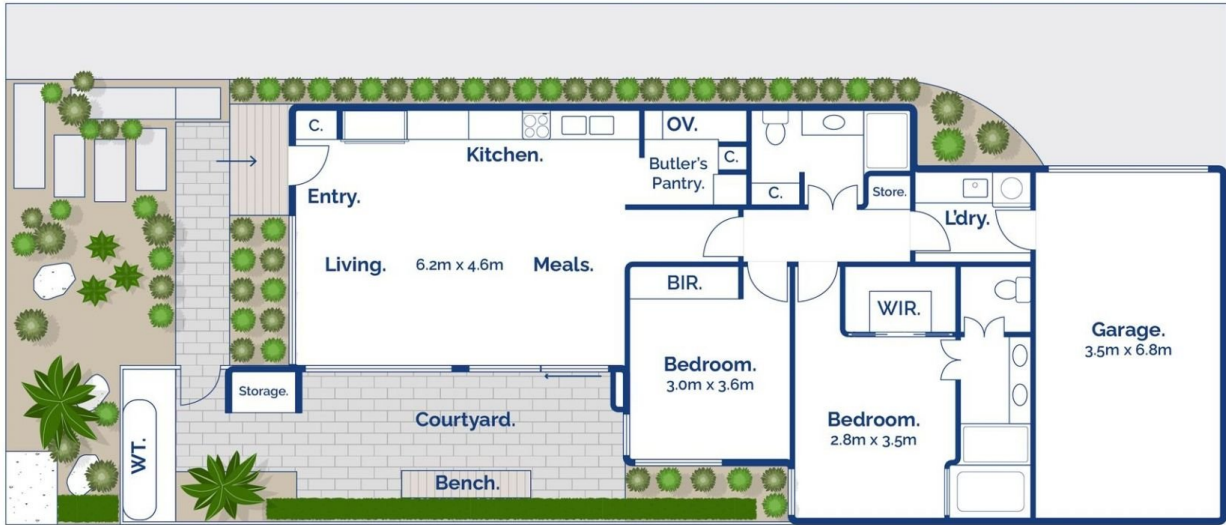 C.
OV.
Kitchen.
Butler's
Pantry.
C.
C.
Store.
Entry.
L'dry.
Living.
6.2m x 4.6m
Meals.
BIR.
WIR.
Garage.
3.5m x 6.8m
Bedroom.
3.0m x 3.6m
Storage.
Courtyard.
Bedroom.
2.8m x 3.5m
WT.
Bench.